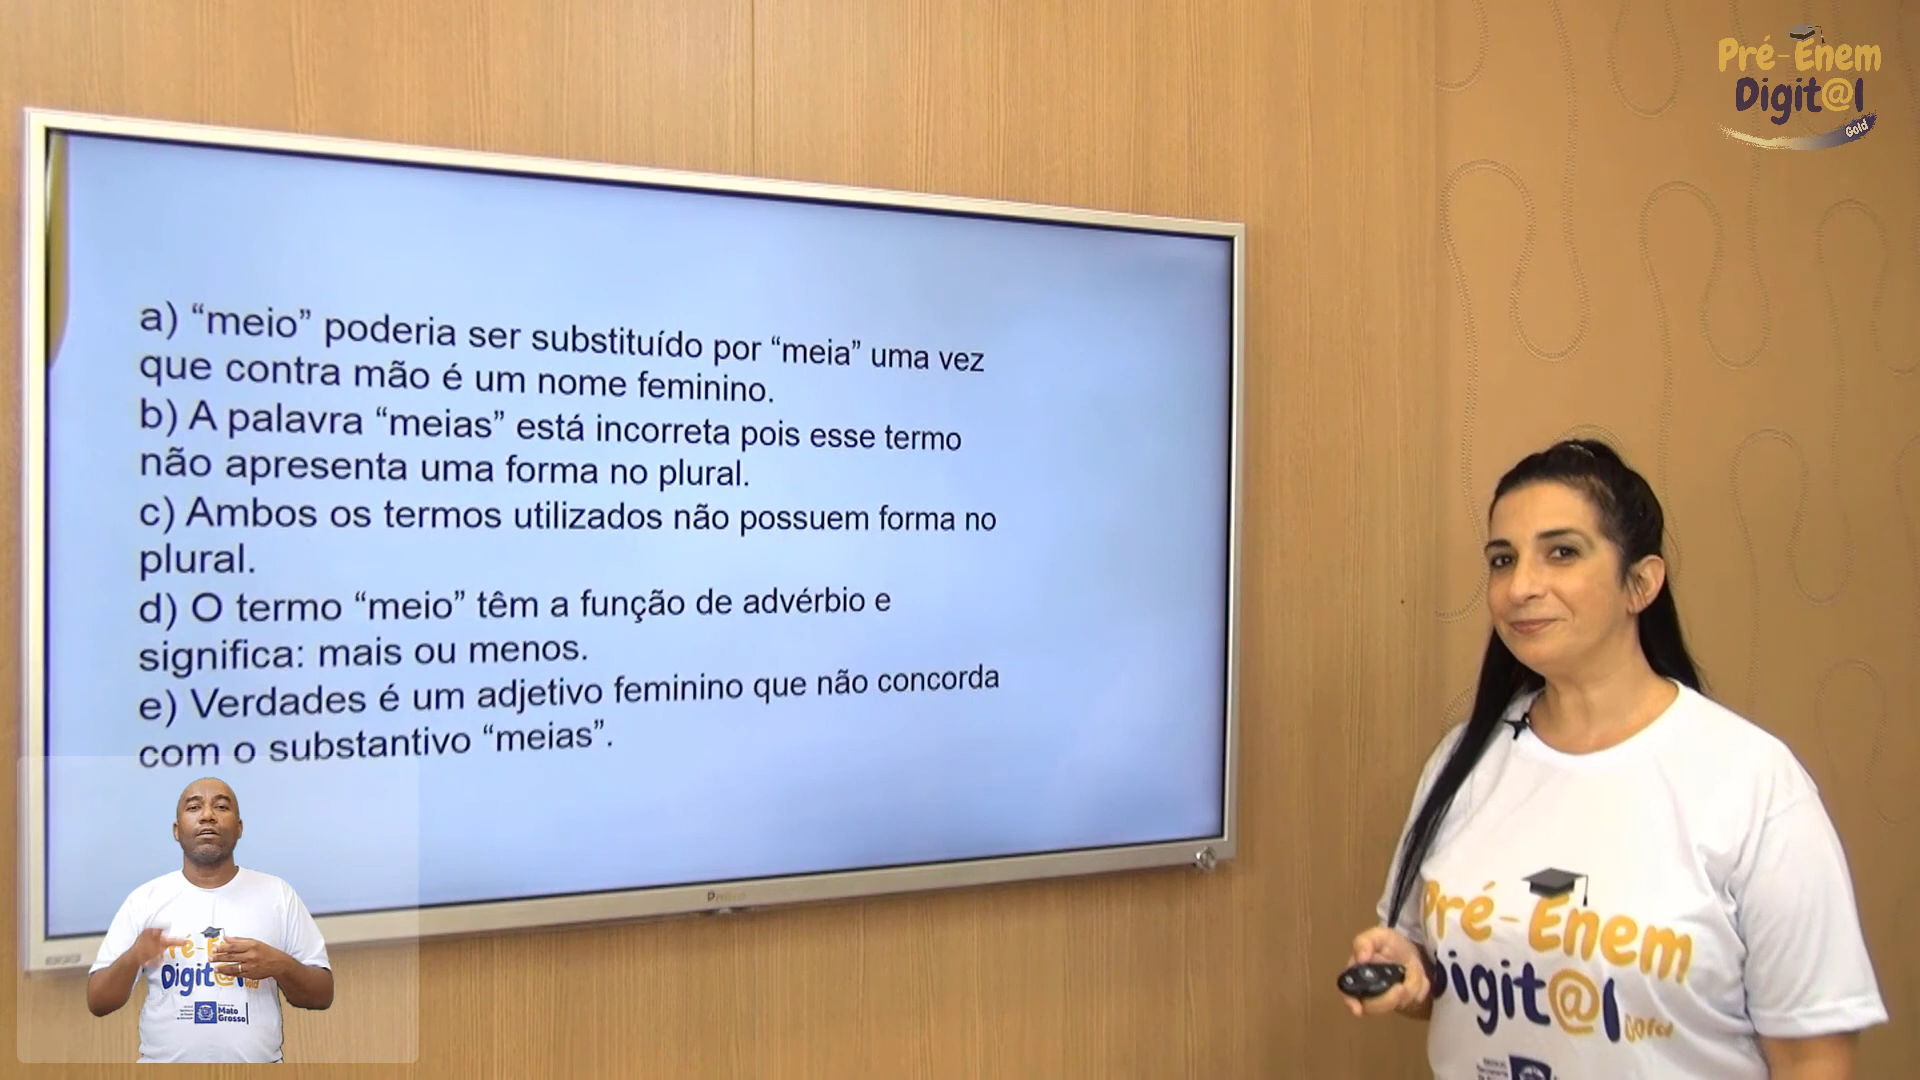 Pré-Enem
Digit@l
Gold
a) “meio” poderia ser substituído por “meia” uma vez
que contra mão é um nome feminino.
b) A palavra “meias” está incorreta pois esse termo
não apresenta uma forma no plural.
c) Ambos os termos utilizados não possuem forma no
plural.
d) O termo “meio” têm a função de advérbio e
significa: mais ou menos.
e) Verdades é um adjetivo feminino que não concorda
com o substantivo “meias”.
Pré-Enem
Digit@l
Gold
Digit@l
Mato
Grosso